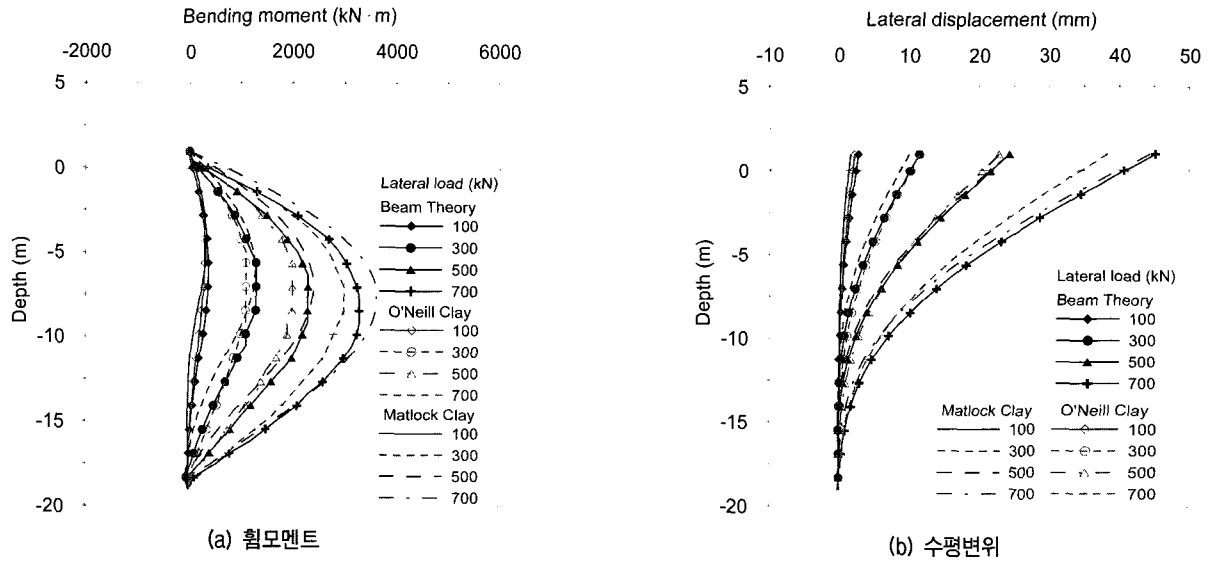 Bending moment (kN·m)
-2000 0 2000 4000 6000
5
0
-5
-10
-15
-20
Depth (m)
Lateral load (kN)
Beam Theory
100
300
500
700
O'Neill Clay
100
300
500
700
Matlock Clay
100
300
500
700
(a) 휨모멘트
Lateral displacement (mm)
-10 0 10 20 30 40 50
5
0
-5
-10
-15
-20
Depth (m)
Lateral load (kN)
Beam Theory
100
300
500
700
Matlock Clay O'Neill Clay
100 100
300 300
500 500
700 700
(b) 수평변위